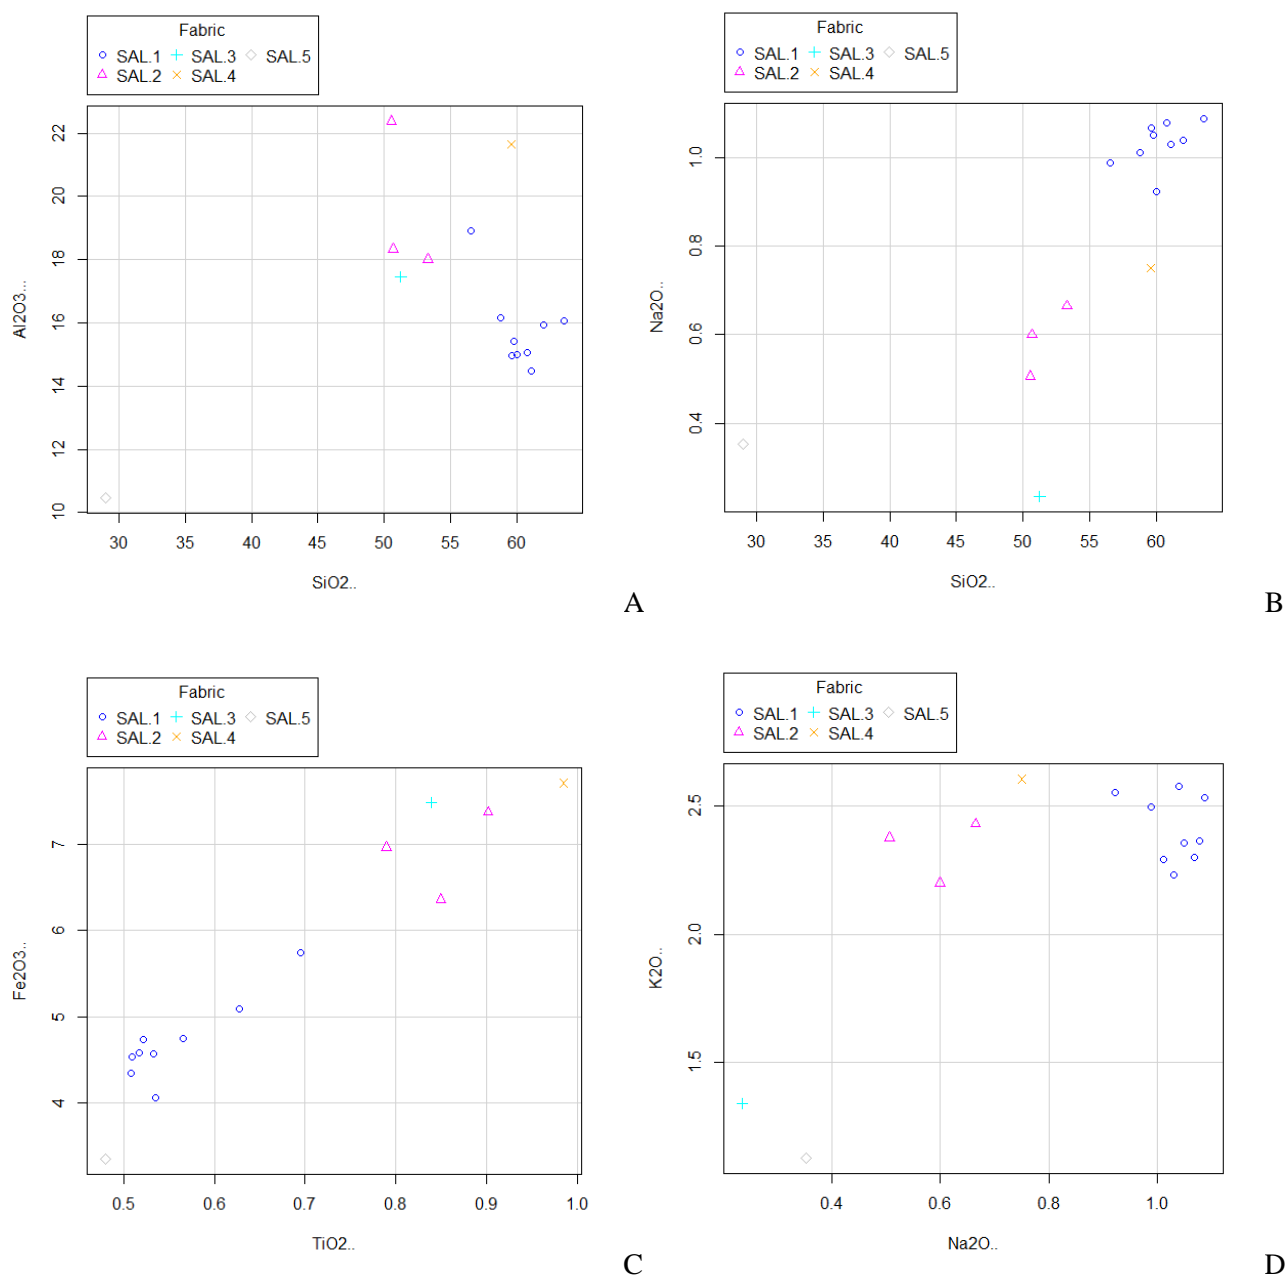 Fabric
SAL.1 SAL.3 SAL.5
SAL.2 SAL.4
22
20
18
16
14
12
10
Al2O3...
30 35 40 45 50 55 60
SiO2..
A
Fabric
SAL.1 SAL.3 SAL.5
SAL.2 SAL.4
1.0
0.8
0.6
0.4
Na2O..
30 35 40 45 50 55 60
SiO2..
B
Fabric
SAL.1 SAL.3 SAL.5
SAL.2 SAL.4
7
6
5
4
Fe2O3..
0.5 0.6 0.7 0.8 0.9 1.0
TiO2..
C
Fabric
SAL.1 SAL.3 SAL.5
SAL.2 SAL.4
2.5
2.0
1.5
K2O..
0.4 0.6 0.8 1.0
Na2O..
D